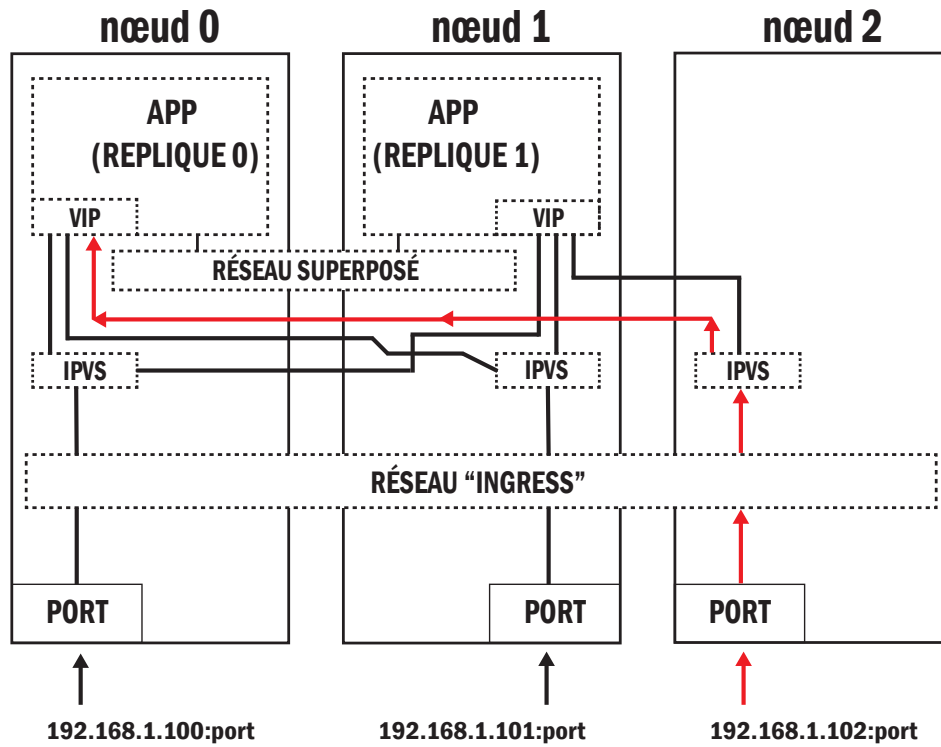 nœud 0
nœud 1
nœud 2
APP
(REPLIQUE 0)
APP
(REPLIQUE 1)
VIP
VIP
RÉSEAU SUPERPOSÉ
IPVS
IPVS
IPVS
RÉSEAU “INGRESS”
PORT
PORT
PORT
192.168.1.100:port
192.168.1.101:port
192.168.1.102:port